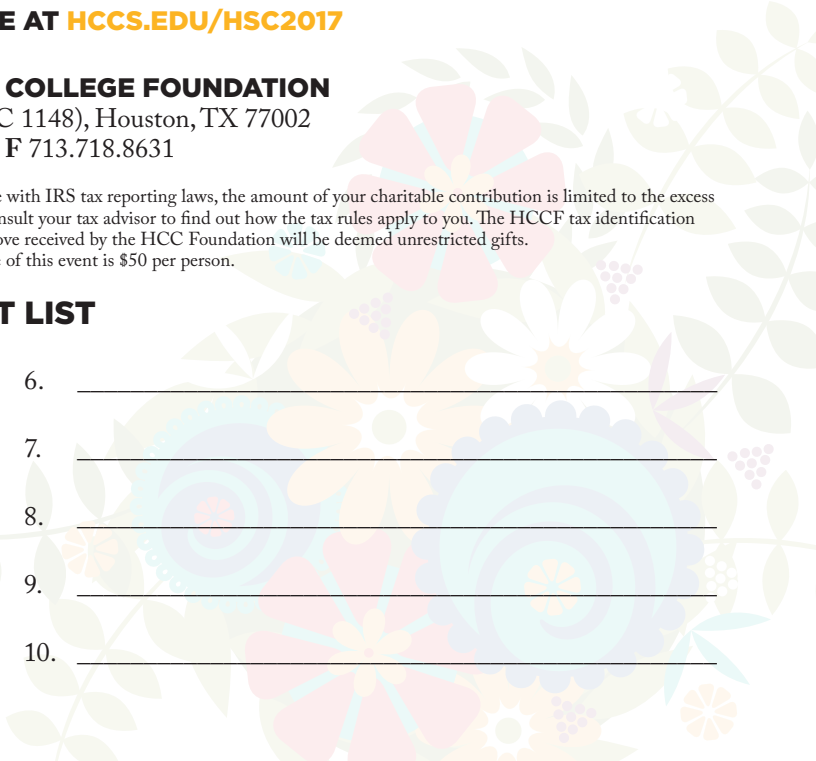 E AT HCCS.EDU/HSC2017
COLLEGE FOUNDATION
C 1148), Houston, TX 77002
F 713.718.8631
e with IRS tax reporting laws, the amount of your charitable contribution is limited to the excess
nsult your tax advisor to find out how the tax rules apply to you. The HCCF tax identification
ove received by the HCC Foundation will be deemed unrestricted gifts.
e of this event is $50 per person.
T LIST
6.
7.
8.
9.
10.